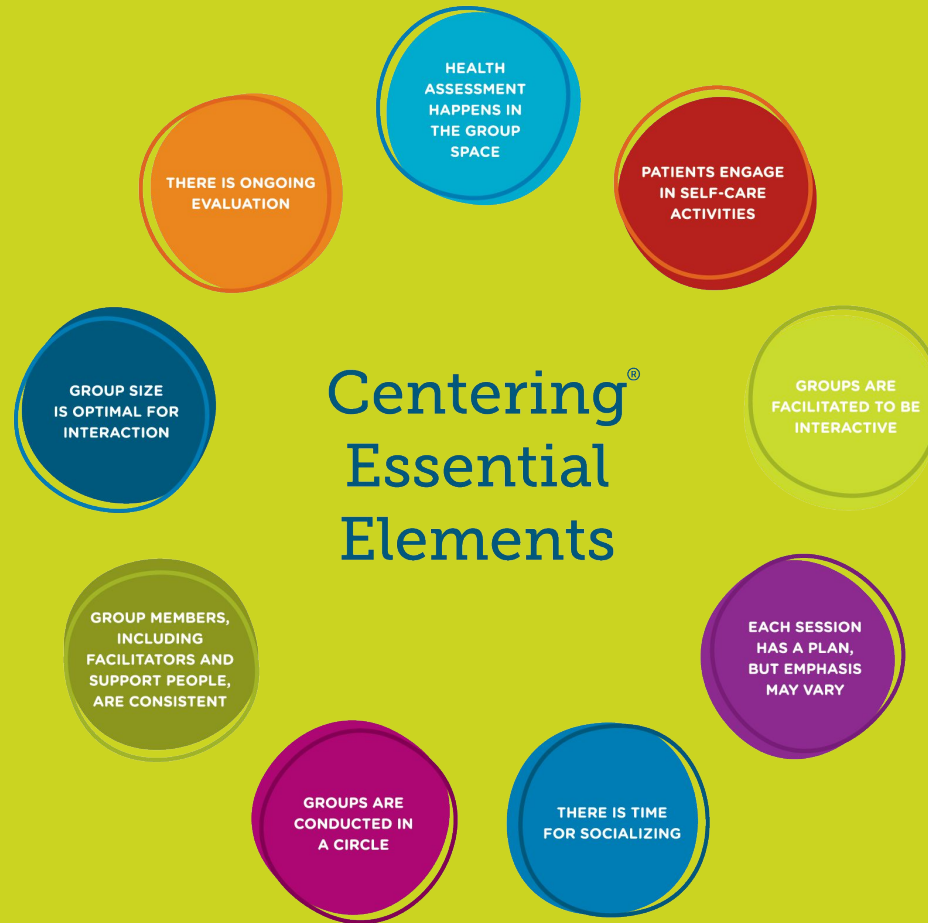 HEALTH
ASSESSMENT
HAPPENS IN
THE GROUP
SPACE
PATIENTS ENGAGE
IN SELF-CARE
ACTIVITIES
GROUPS ARE
FACILITATED TO BE
INTERACTIVE
EACH SESSION
HAS A PLAN,
BUT EMPHASIS
MAY VARY
THERE IS TIME
FOR SOCIALIZING
GROUPS ARE
CONDUCTED IN
A CIRCLE
GROUP MEMBERS,
INCLUDING
FACILITATORS AND
SUPPORT PEOPLE,
ARE CONSISTENT
GROUP SIZE
IS OPTIMAL FOR
INTERACTION
THERE IS ONGOING
EVALUATION
Centering®
Essential
Elements